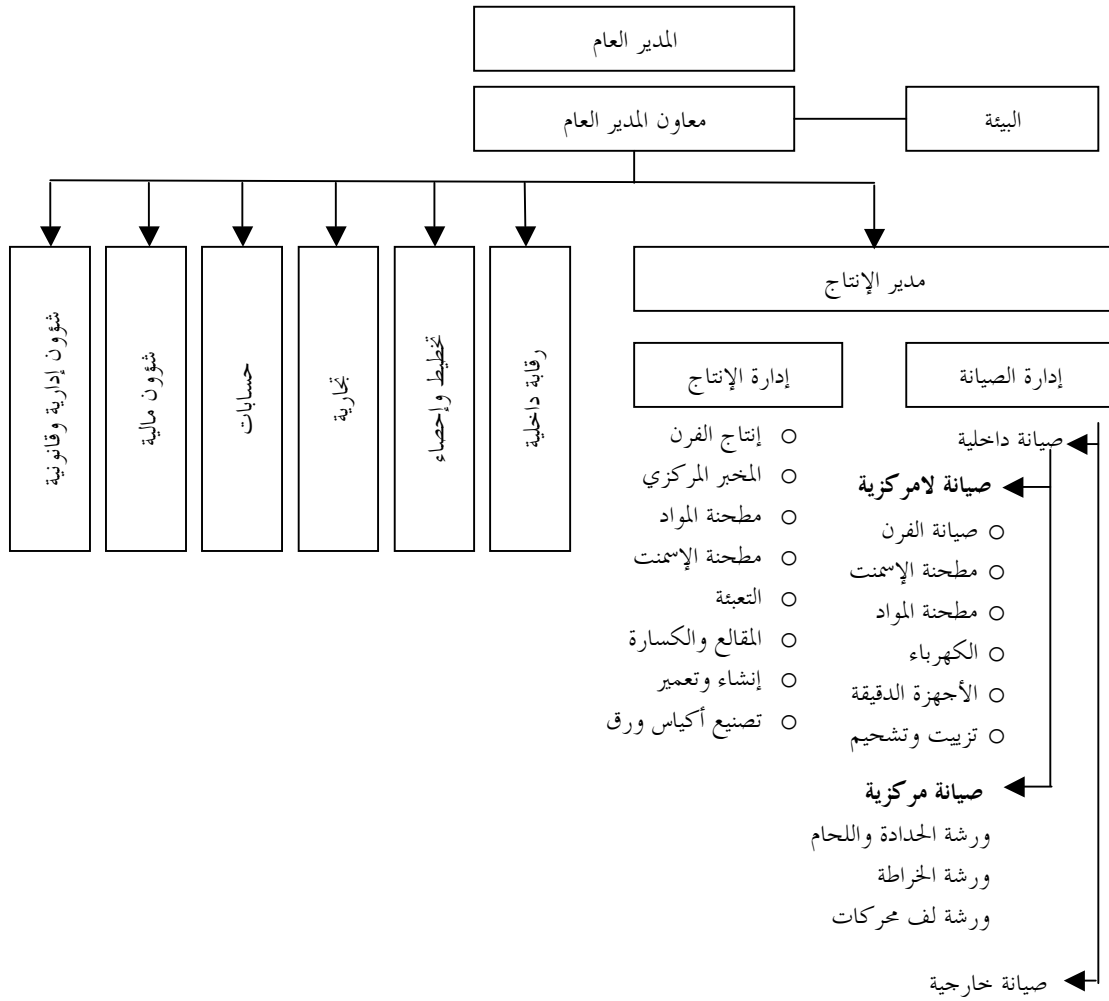 المدير العام
معاون المدير العام
البيئة
مدير الإنتاج
رقابة داخلية
تخطيط وإحصاء
تجارية
حسابات
شؤون مالية
شؤون إدارية وقانونية
إدارة الصيانة
إدارة الإنتاج
صيانة داخلية
صيانة لامركزية
○ صيانة الفرن
○ مطحنة الإسمنت
○ مطحنة المواد
○ الكهرباء
○ الأجهزة الدقيقة
○ تزييت وتشحيم
صيانة مركزية
ورشة الحدادة واللحام
ورشة الخراطة
ورشة لف محركات
صيانة خارجية
○ إنتاج الفرن
○ المخبر المركزي
○ مطحنة المواد
○ مطحنة الإسمنت
○ التعبئة
○ المقالع والكسارة
○ إنشاء وتعمير
○ تصنيع أكياس ورق